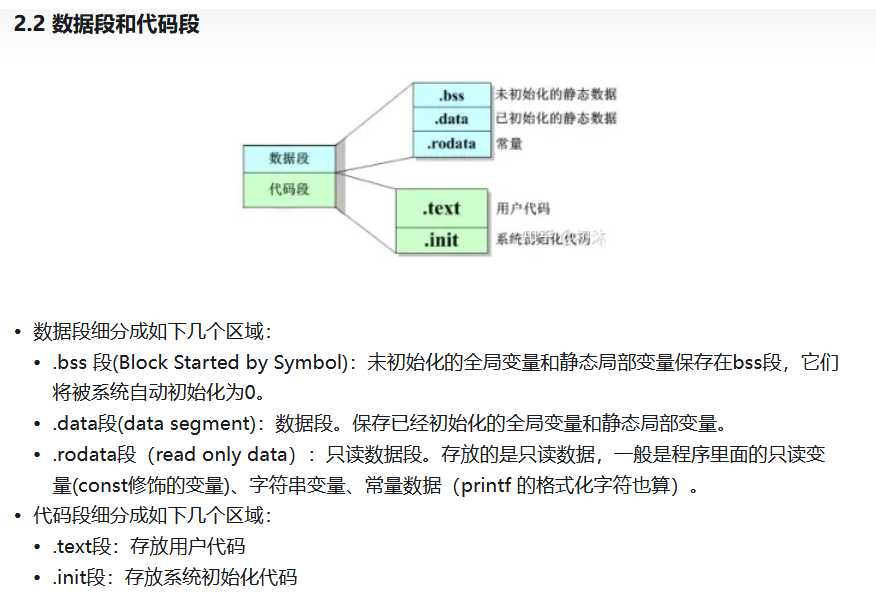 2.2 数据段和代码段
.bss 未初始化的静态数据
.data 已初始化的静态数据
.rodata 常量
数据段
代码段
.text 用户代码
.init 系统初始化代码
• 数据段细分成如下几个区域：
• .bss 段(Block Started by Symbol)：未初始化的全局变量和静态局部变量保存在bss段，它们
将被系统自动初始化为0。
• .data段(data segment)：数据段。保存已经初始化的全局变量和静态局部变量。
• .rodata段（read only data）：只读数据段。存放的是只读数据，一般是程序里面的只读变
量(const修饰的变量)、字符串变量、常量数据（printf 的格式化字符也算）。
• 代码段细分成如下几个区域：
• .text段：存放用户代码
• .init段：存放系统初始化代码